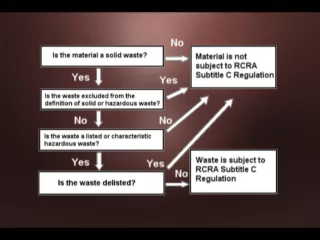 No
Is the material a solid waste?
Material is not
subject to RCRA
Subtitle C Regulation
Yes
Yes
Is the waste excluded from the
definition of solid or hazardous waste?
No
No
Is the waste a listed or characteristic
hazardous waste?
Yes
Yes
No
Waste is subject to
RCRA Subtitle C
Regulation
Is the waste delisted?